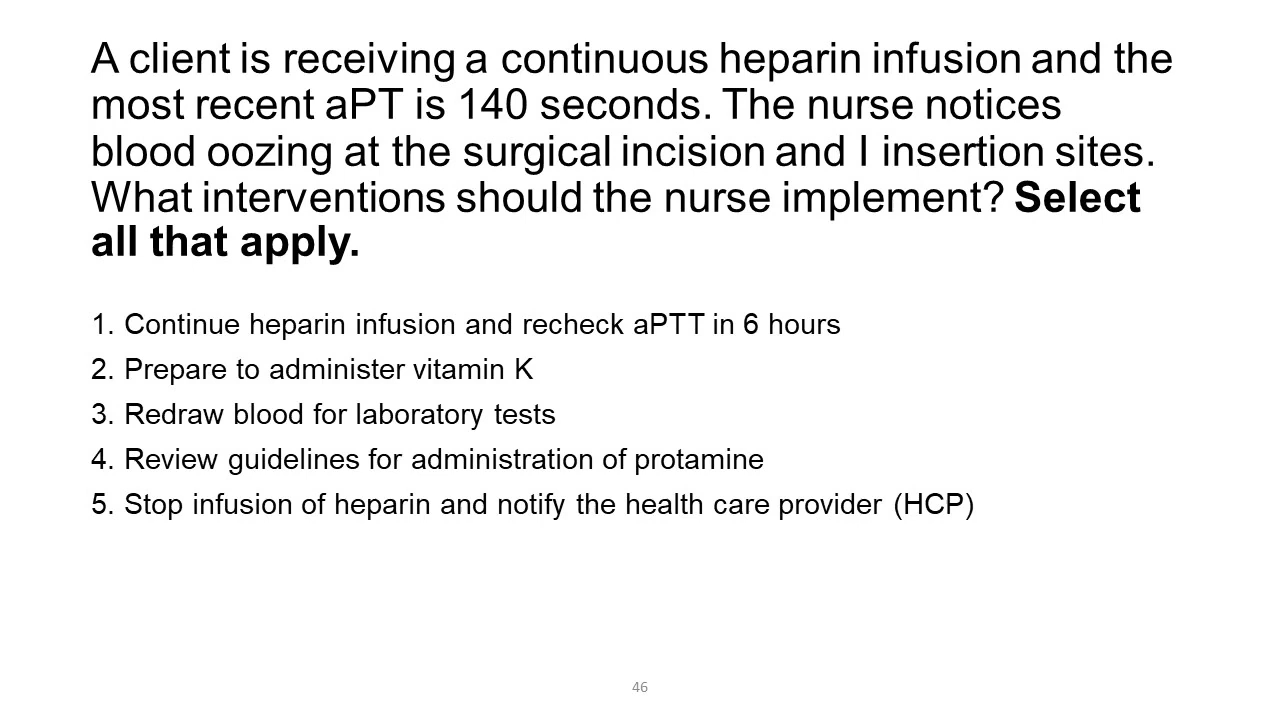 A client is receiving a continuous heparin infusion and the
most recent aPT is 140 seconds. The nurse notices
blood oozing at the surgical incision and I insertion sites.
What interventions should the nurse implement? Select
all that apply.
1. Continue heparin infusion and recheck aPTT in 6 hours
2. Prepare to administer vitamin K
3. Redraw blood for laboratory tests
4. Review guidelines for administration of protamine
5. Stop infusion of heparin and notify the health care provider (HCP)
46